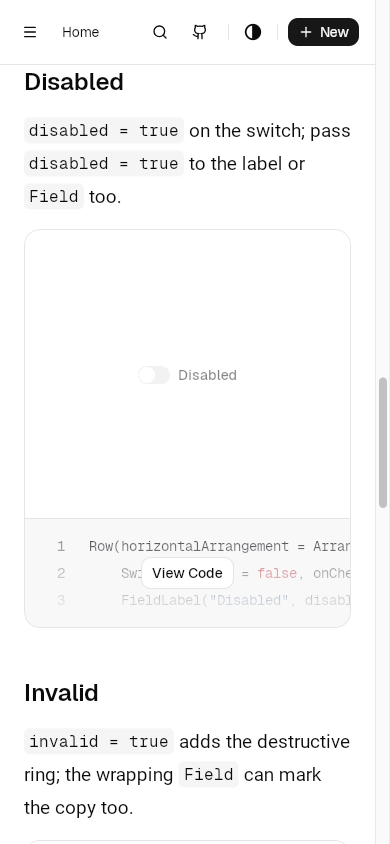 Home
New
Disabled
disabled = true on the switch; pass
disabled = true to the label or
Field too.
Disabled
1 Row(horizontalArrangement = Arran
2 Swi = false, onChe
View Code
3 FieldLabel("Disabled", disabl
Invalid
invalid = true adds the destructive
ring; the wrapping Field can mark
the copy too.